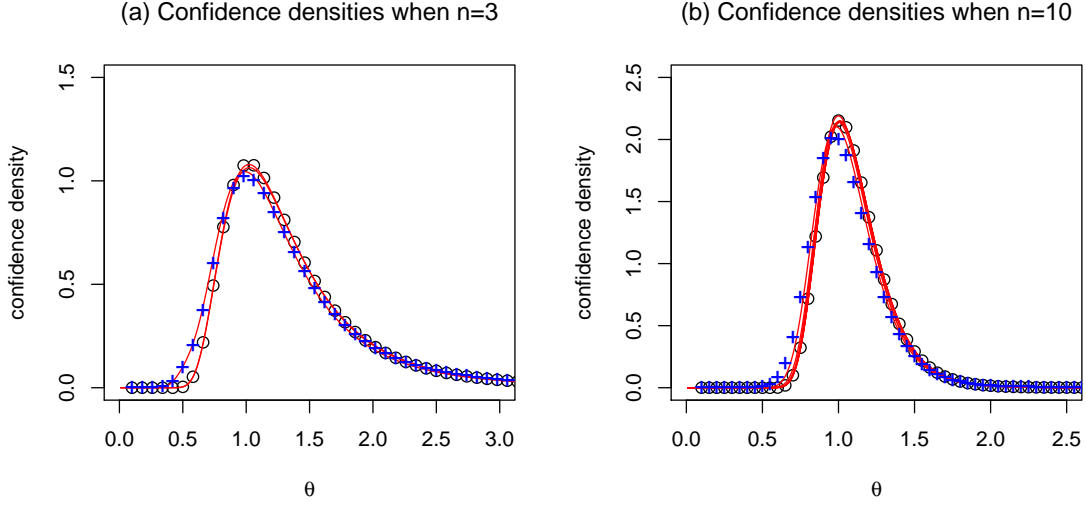 (a) Confidence densities when n=3
confidence density
1.5
1.0
0.5
0.0
0.0 0.5 1.0 1.5 2.0 2.5 3.0
θ
(b) Confidence densities when n=10
confidence density
2.5
2.0
1.5
1.0
0.5
0.0
0.0 0.5 1.0 1.5 2.0 2.5
θ